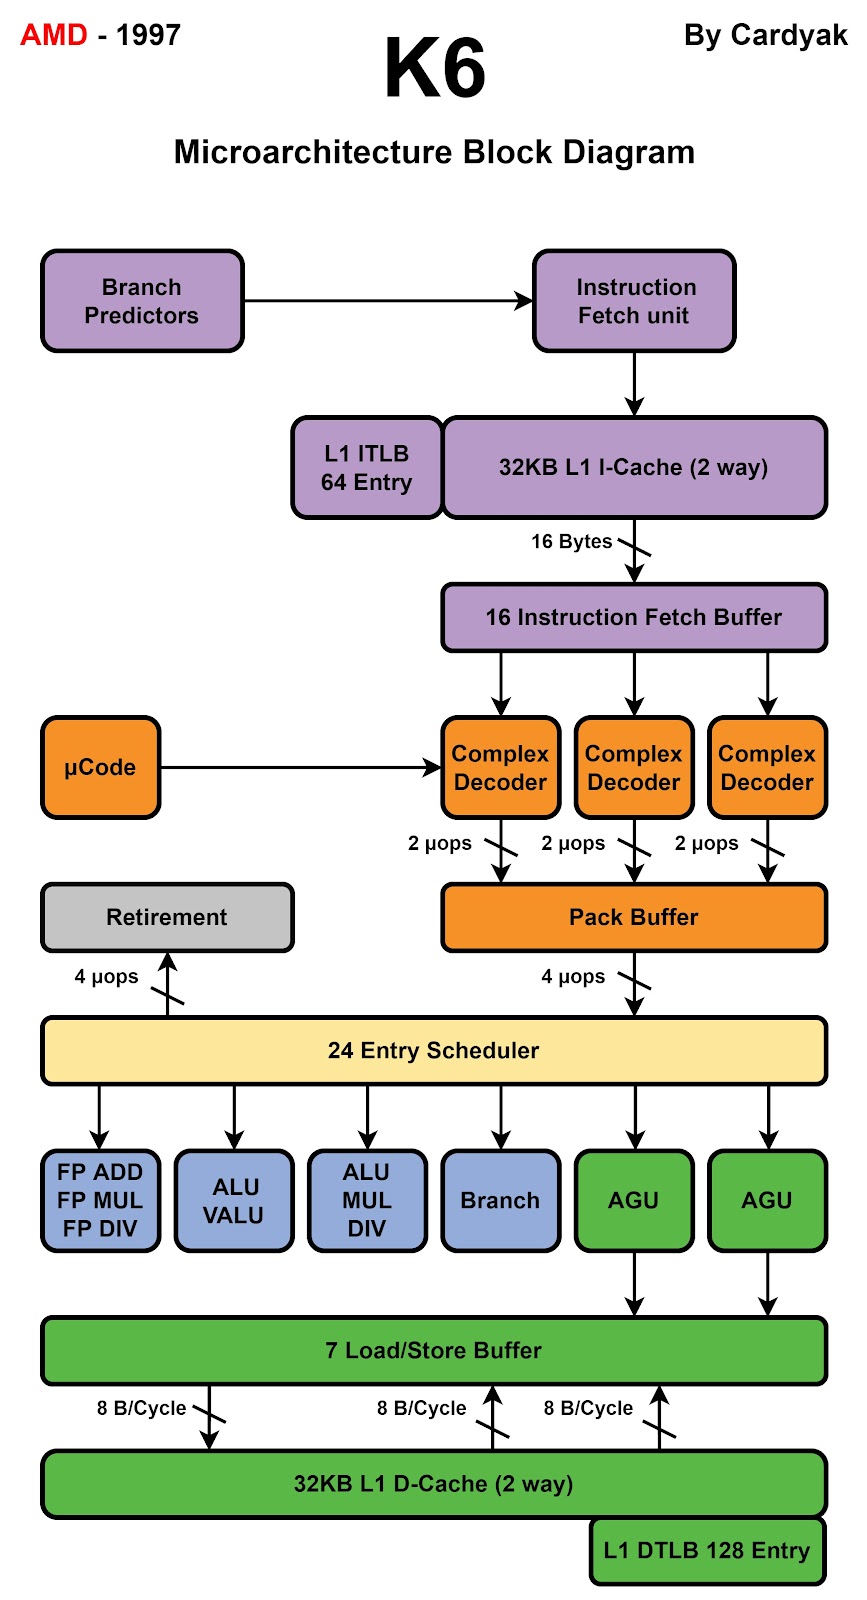 AMD - 1997
By Cardyak
K6
Microarchitecture Block Diagram
Branch
Predictors
Instruction
Fetch unit
L1 ITLB
64 Entry
32KB L1 I-Cache (2 way)
16 Bytes
16 Instruction Fetch Buffer
µCode
Complex
Decoder
Complex
Decoder
Complex
Decoder
2 µops
2 µops
2 µops
Retirement
Pack Buffer
4 µops
4 µops
24 Entry Scheduler
FP ADD
FP MUL
FP DIV
ALU
VALU
ALU
MUL
DIV
Branch
AGU
AGU
7 Load/Store Buffer
8 B/Cycle
8 B/Cycle
8 B/Cycle
32KB L1 D-Cache (2 way)
L1 DTLB 128 Entry